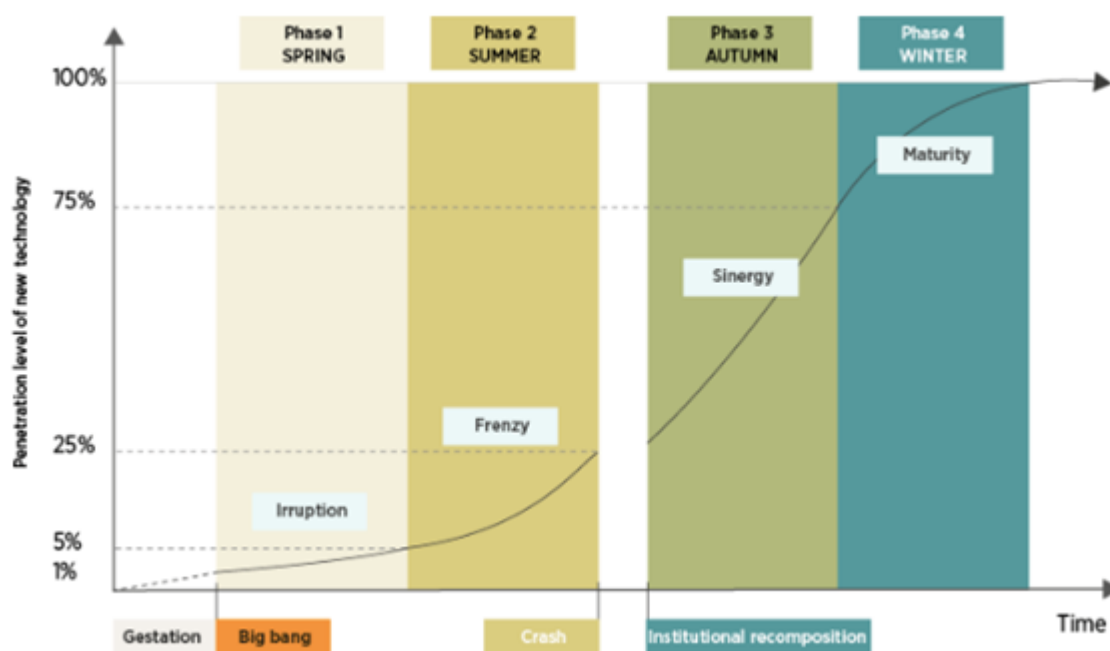 Phase 1
SPRING
Phase 2
SUMMER
Phase 3
AUTUMN
Phase 4
WINTER
100%
Maturity
75%
Penetration level of new technology
Sinergy
Frenzy
25%
Irruption
5%
1%
Time
Gestation
Big bang
Crash
Institutional recomposition